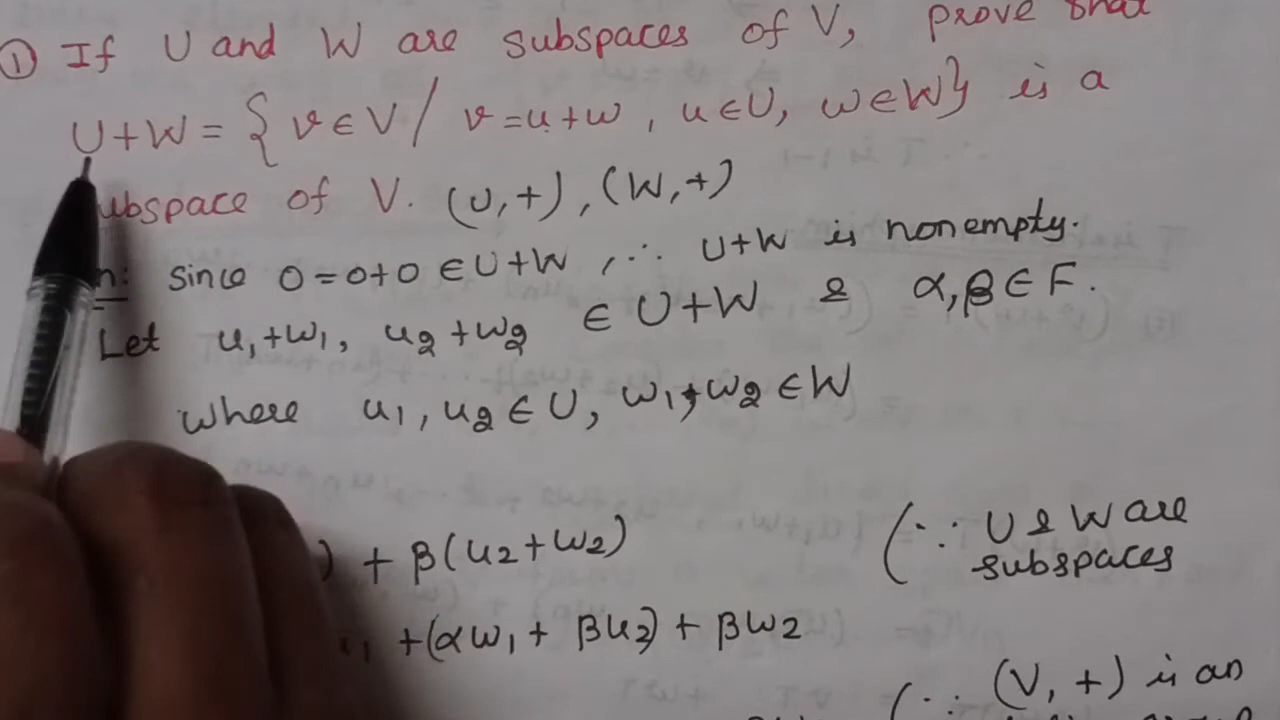 ① If U and W are subspaces of V, prove that
U+W = { v ∈ V / v = u + w , u ∈ U, w ∈ W} is a
ubspace of V. (U,+) , (W,+)
n: Since 0 = 0+0 ∈ U+W , ∴ U+W is nonempty.
Let u₁+w₁, u₂+w₂ ∈ U+W & α,β ∈ F.
where u₁, u₂ ∈ U, w₁, w₂ ∈ W
) + β(u₂+w₂) (∵ U & W are
subspaces
₁ + (αw₁ + βu₂) + βw₂
(∵ (V, +) is an